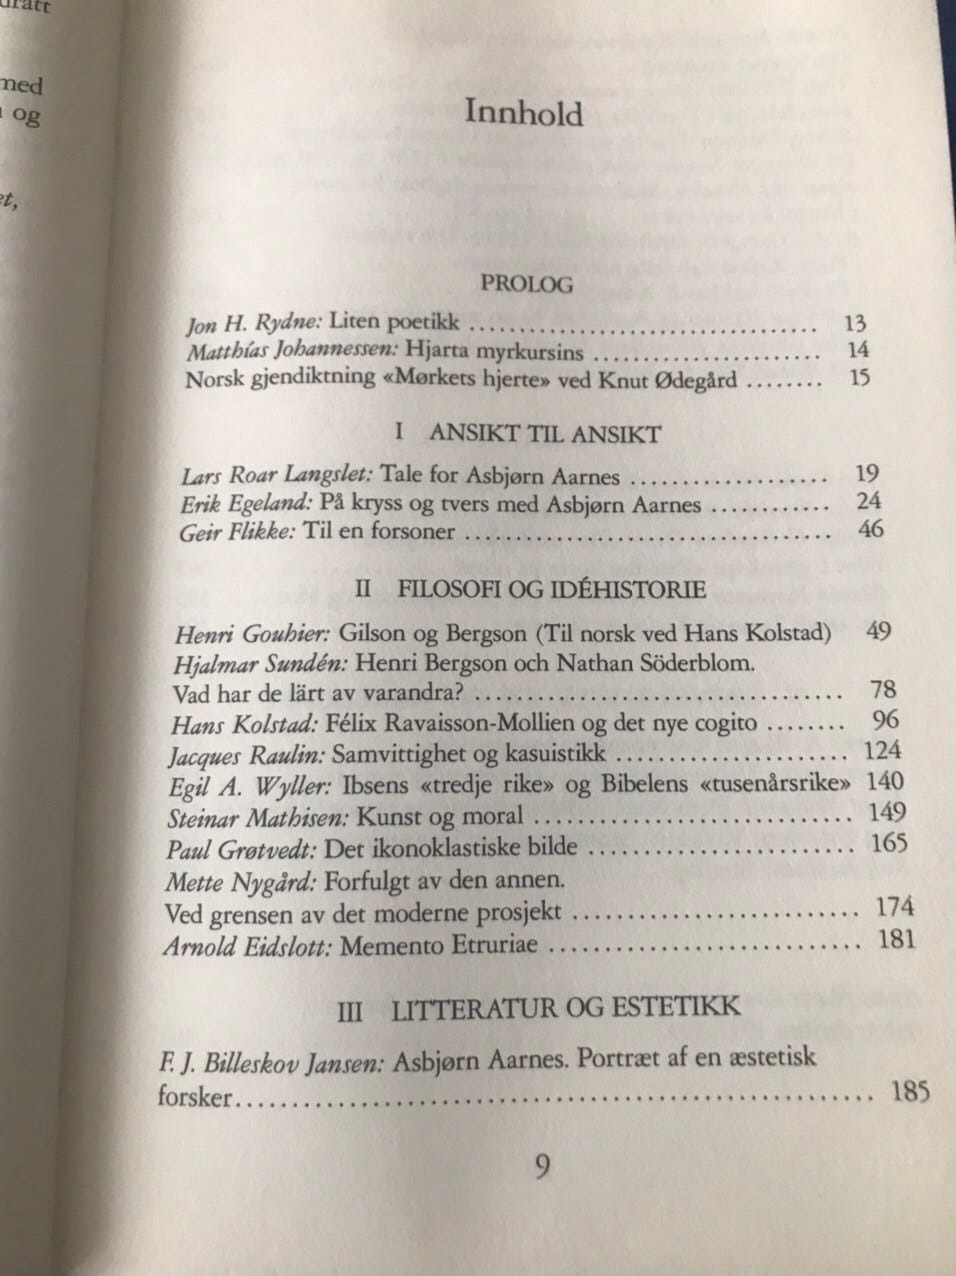 med
og
Innhold
PROLOG
Jon H. Rydne: Liten poetikk ................................... 13
Matthías Johannessen: Hjarta myrkursins ....................... 14
Norsk gjendiktning «Mørkets hjerte» ved Knut Ødegård ........ 15
I ANSIKT TIL ANSIKT
Lars Roar Langslet: Tale for Asbjørn Aarnes .................. 19
Erik Egeland: På kryss og tvers med Asbjørn Aarnes ............ 24
Geir Flikke: Til en forsoner .................................... 46
II FILOSOFI OG IDÉHISTORIE
Henri Gouhier: Gilson og Bergson (Til norsk ved Hans Kolstad) 49
Hjalmar Sundén: Henri Bergson och Nathan Söderblom.
Vad har de lärt av varandra? .................................. 78
Hans Kolstad: Félix Ravaisson-Mollien og det nye cogito ........ 96
Jacques Raulin: Samvittighet og kasuistikk ...................... 124
Egil A. Wyller: Ibsens «tredje rike» og Bibelens «tusenårsrike» 140
Steinar Mathisen: Kunst og moral .............................. 149
Paul Grøtvedt: Det ikonoklastiske bilde ......................... 165
Mette Nygård: Forfulgt av den annen.
Ved grensen av det moderne prosjekt ........................... 174
Arnold Eidslott: Memento Etruriae ............................. 181
III LITTERATUR OG ESTETIKK
F. J. Billeskov Jansen: Asbjørn Aarnes. Portræt af en æstetisk
forsker......................................................... 185
9